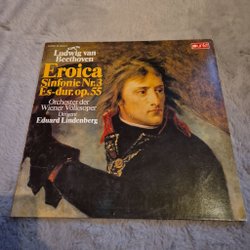 Ludwig van
Beethoven
Eroica
Sinfonie Nr.3
Es-dur, op. 55
Orchester der
Wiener Volksoper
Dirigent
Eduard Lindenberg